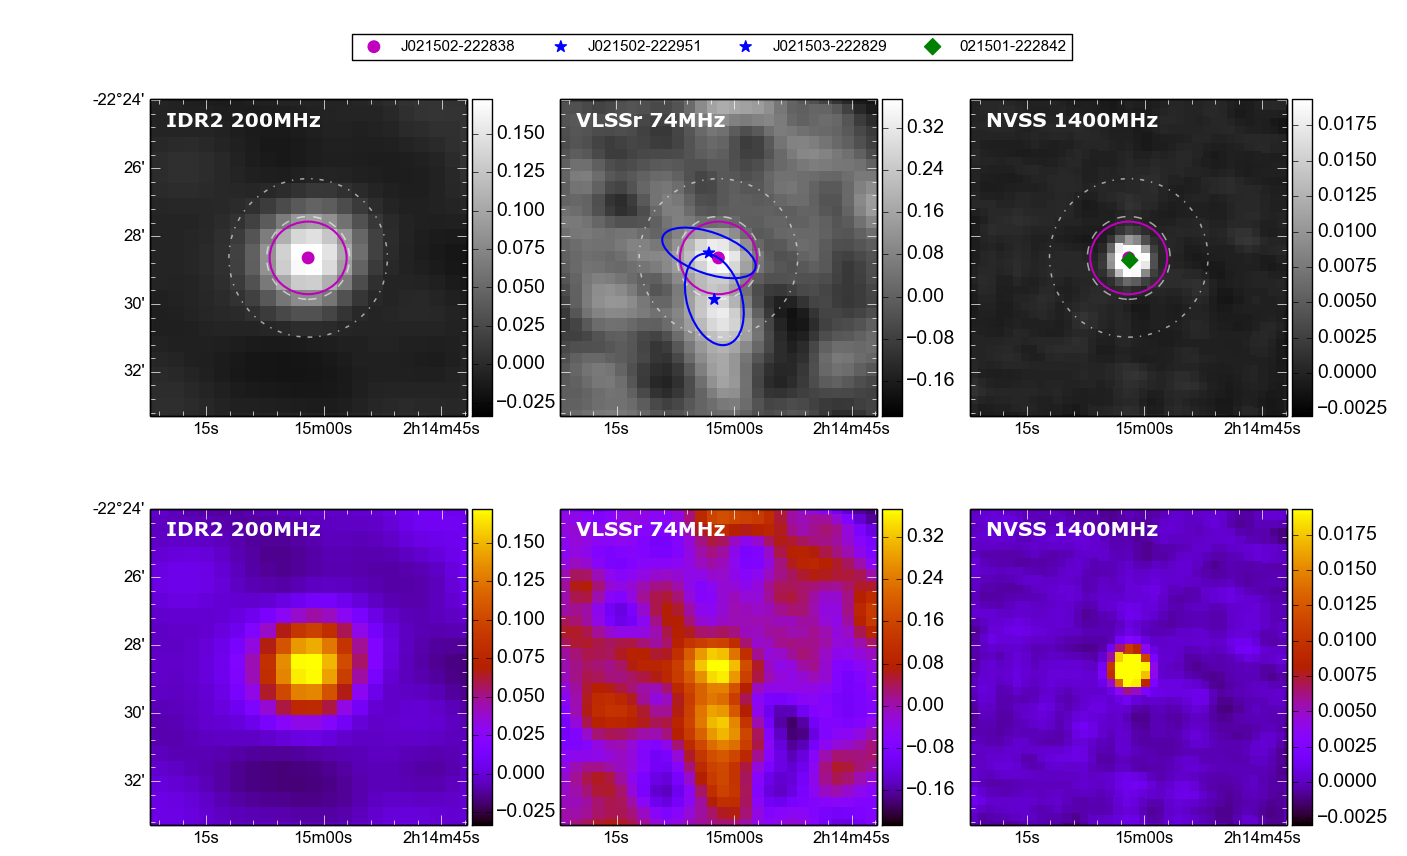 J021502-222838 J021502-222951 J021503-222829 021501-222842
-22°24' IDR2 200MHz 0.150 VLSSr 74MHz 0.32 NVSS 1400MHz 0.0175
26' 0.125 0.24 0.0150
0.100 0.16 0.0125
28' 0.075 0.08 0.0100
0.050 0.00 0.0075
30' 0.025 −0.08 0.0050
0.000 −0.16 0.0025
32' −0.025 0.0000
−0.0025
15s 15m00s 2h14m45s 15s 15m00s 2h14m45s 15s 15m00s 2h14m45s
-22°24' IDR2 200MHz 0.150 VLSSr 74MHz 0.32 NVSS 1400MHz 0.0175
26' 0.125 0.24 0.0150
0.100 0.16 0.0125
28' 0.075 0.08 0.0100
0.050 0.00 0.0075
30' 0.025 −0.08 0.0050
0.000 −0.16 0.0025
32' −0.025 0.0000
−0.0025
15s 15m00s 2h14m45s 15s 15m00s 2h14m45s 15s 15m00s 2h14m45s